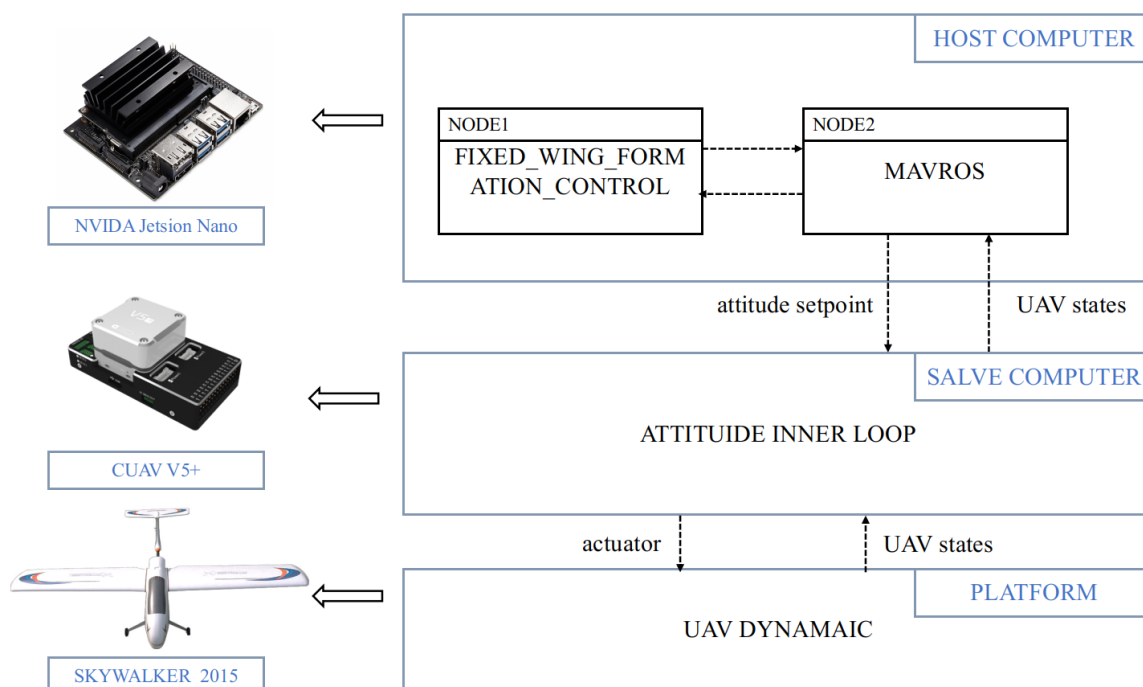 HOST COMPUTER
NODE1
FIXED_WING_FORM
ATION_CONTROL
NODE2
MAVROS
NVIDA Jetsion Nano
attitude setpoint
UAV states
V5+
SALVE COMPUTER
ATTITUIDE INNER LOOP
CUAV V5+
actuator
UAV states
PLATFORM
UAV DYNAMAIC
SKYWALKER 2015